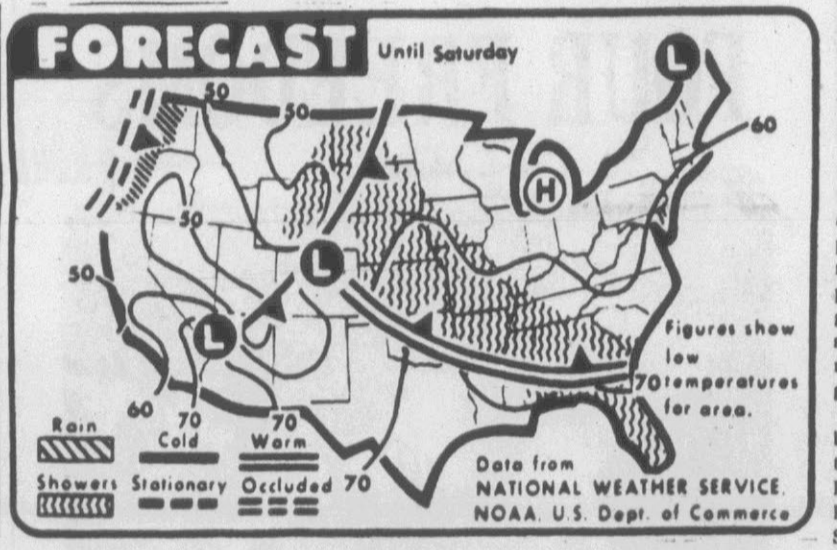 FORECAST Until Saturday
L
50
50
60
H
50
L
50
L
Figures show
low
70 temperatures
for area.
60
70
70
70
Rain Cold Warm
Showers Stationary Occluded
Data from
NATIONAL WEATHER SERVICE,
NOAA, U.S. Dept. of Commerce